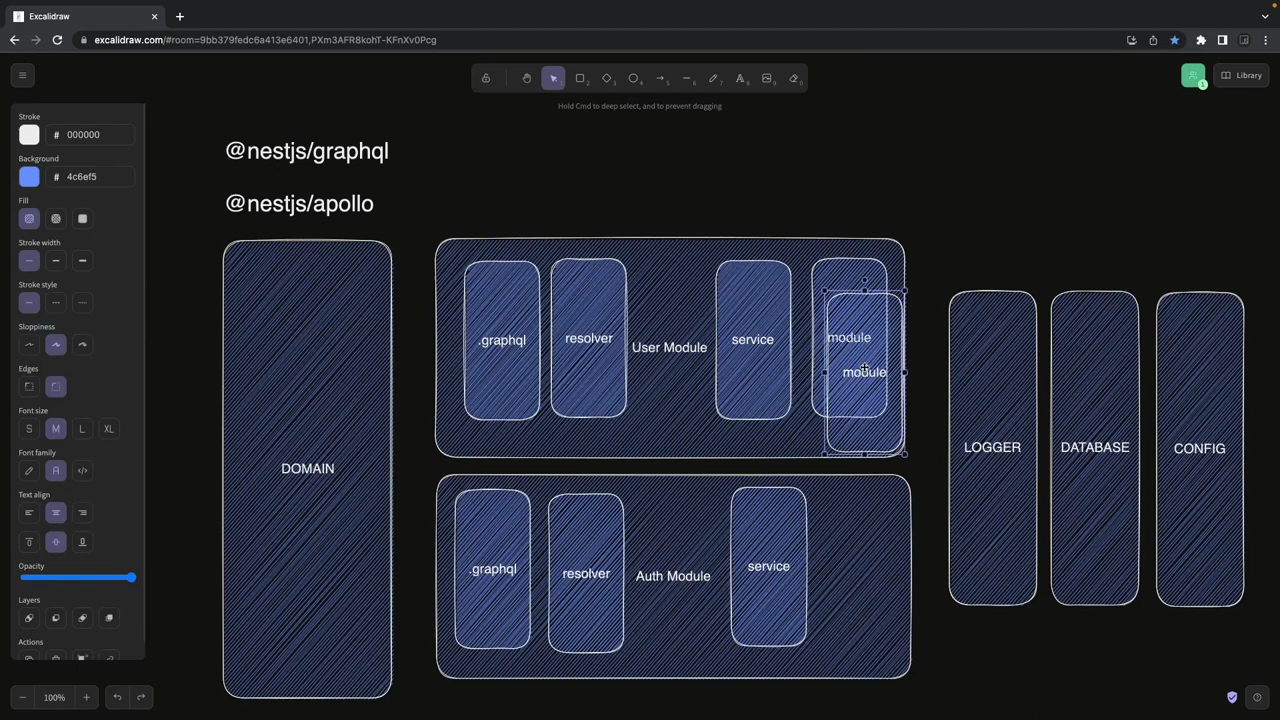 Excalidraw
excalidraw.com/#room=9bb379fedc6a413e6401,PXm3AFR8kohT-KFnXv0Pcg
Library
Hold Cmd to deep select, and to prevent dragging
Stroke
# 000000
Background
# 4c6ef5
Fill
Stroke width
Stroke style
Sloppiness
Edges
Font size
S M L XL
Font family
Text align
Opacity
Layers
Actions
100%
@nestjs/graphql
@nestjs/apollo
DOMAIN
.graphql
resolver
User Module
service
module
module
.graphql
resolver
Auth Module
service
LOGGER
DATABASE
CONFIG